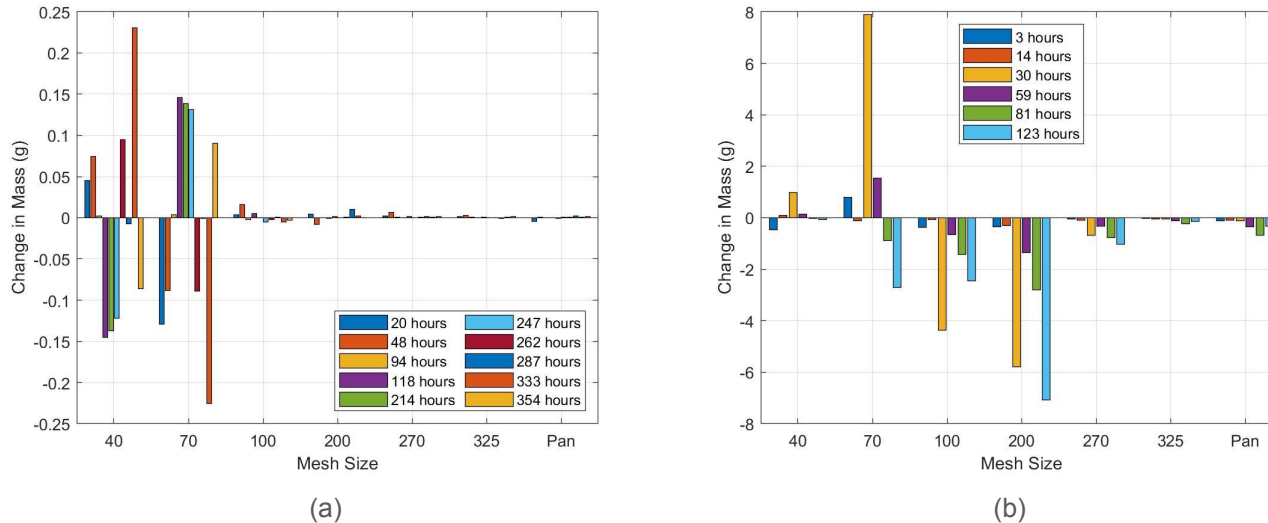 0.25
0.2
0.15
0.1
0.05
0
-0.05
-0.1
-0.15
-0.2
-0.25
Change in Mass (g)
40 70 100 200 270 325 Pan
Mesh Size
20 hours
48 hours
94 hours
118 hours
214 hours
247 hours
262 hours
287 hours
333 hours
354 hours
(a)
8
6
4
2
0
-2
-4
-6
-8
Change in Mass (g)
40 70 100 200 270 325 Pan
Mesh Size
3 hours
14 hours
30 hours
59 hours
81 hours
123 hours
(b)